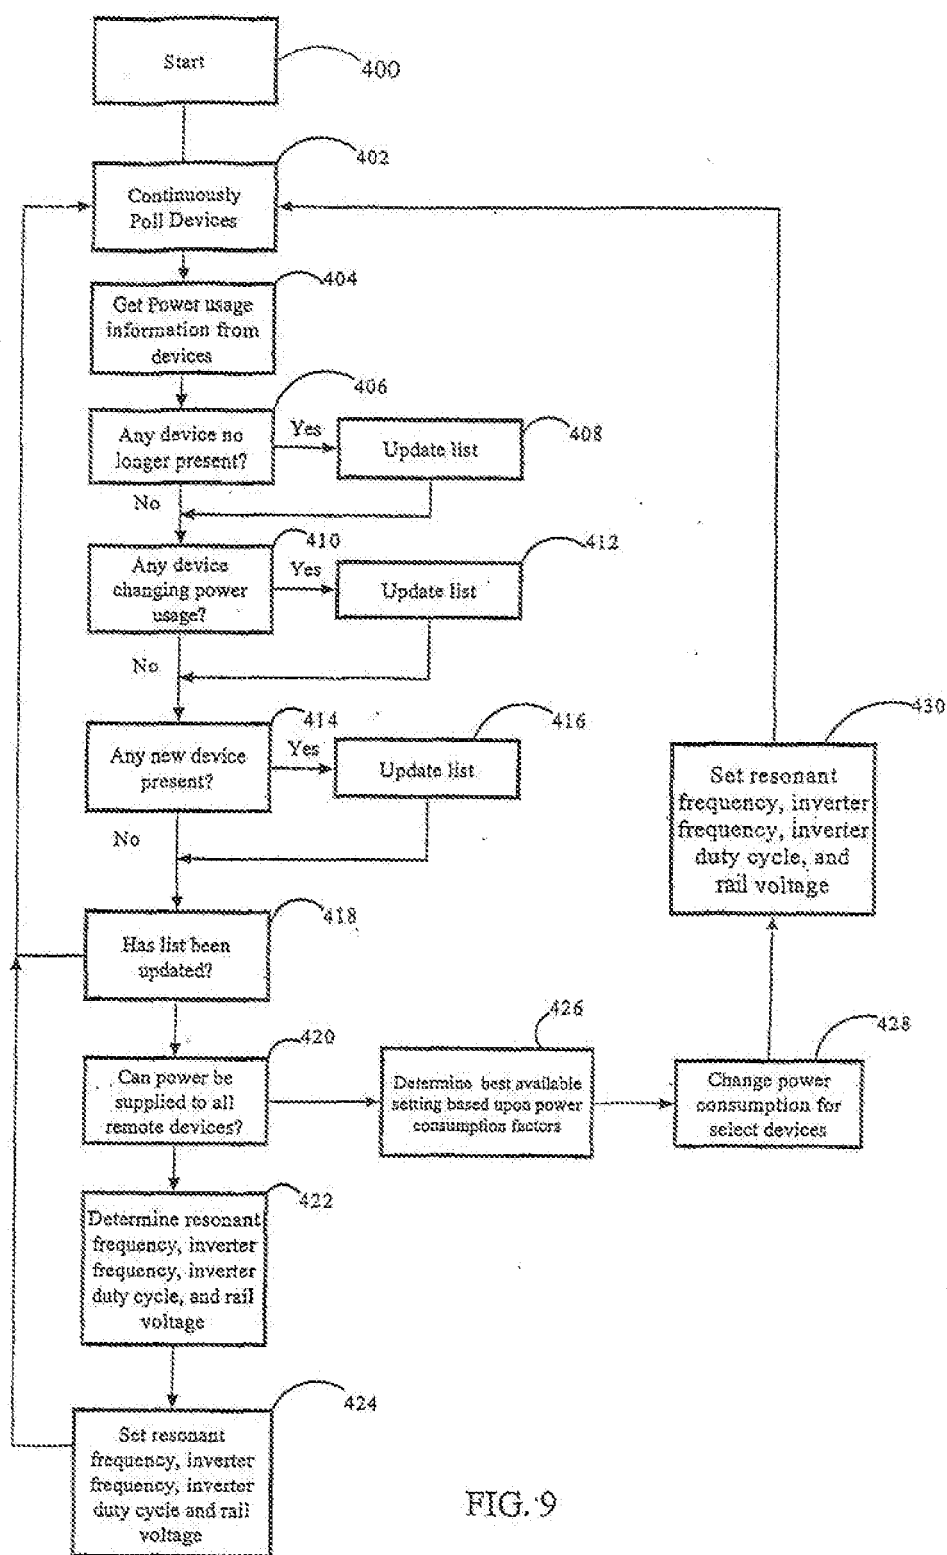 Start
400
402
Continuously
Poll Devices
404
Get Power usage
information from
devices
406
Any device no
longer present?
Yes
Update list
408
No
410
Any device
changing power
usage?
Yes
Update list
412
No
414
Any new device
present?
Yes
Update list
416
No
418
Has list been
updated?
420
Can power be
supplied to all
remote devices?
426
Determine best available
setting based upon power
consumption factors
428
Change power
consumption for
select devices
430
Set resonant
frequency, inverter
frequency, inverter
duty cycle, and
rail voltage
422
Determine resonant
frequency, inverter
frequency, inverter
duty cycle, and rail
voltage
424
Set resonant
frequency, inverter
frequency, inverter
duty cycle and rail
voltage
FIG. 9